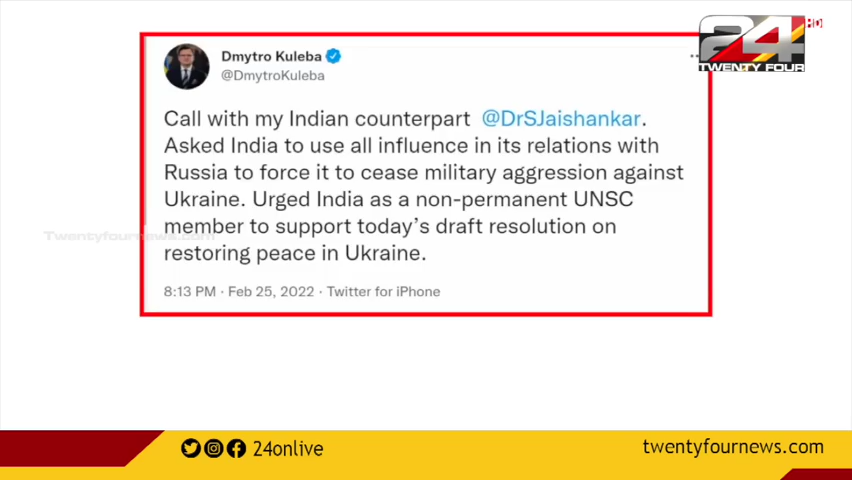 24
HD
TWENTY FOUR
Dmytro Kuleba
@DmytroKuleba
Call with my Indian counterpart @DrSJaishankar.
Asked India to use all influence in its relations with
Russia to force it to cease military aggression against
Ukraine. Urged India as a non-permanent UNSC
member to support today's draft resolution on
restoring peace in Ukraine.
Twentyfournews.com
8:13 PM · Feb 25, 2022 · Twitter for iPhone
24onlive
twentyfournews.com